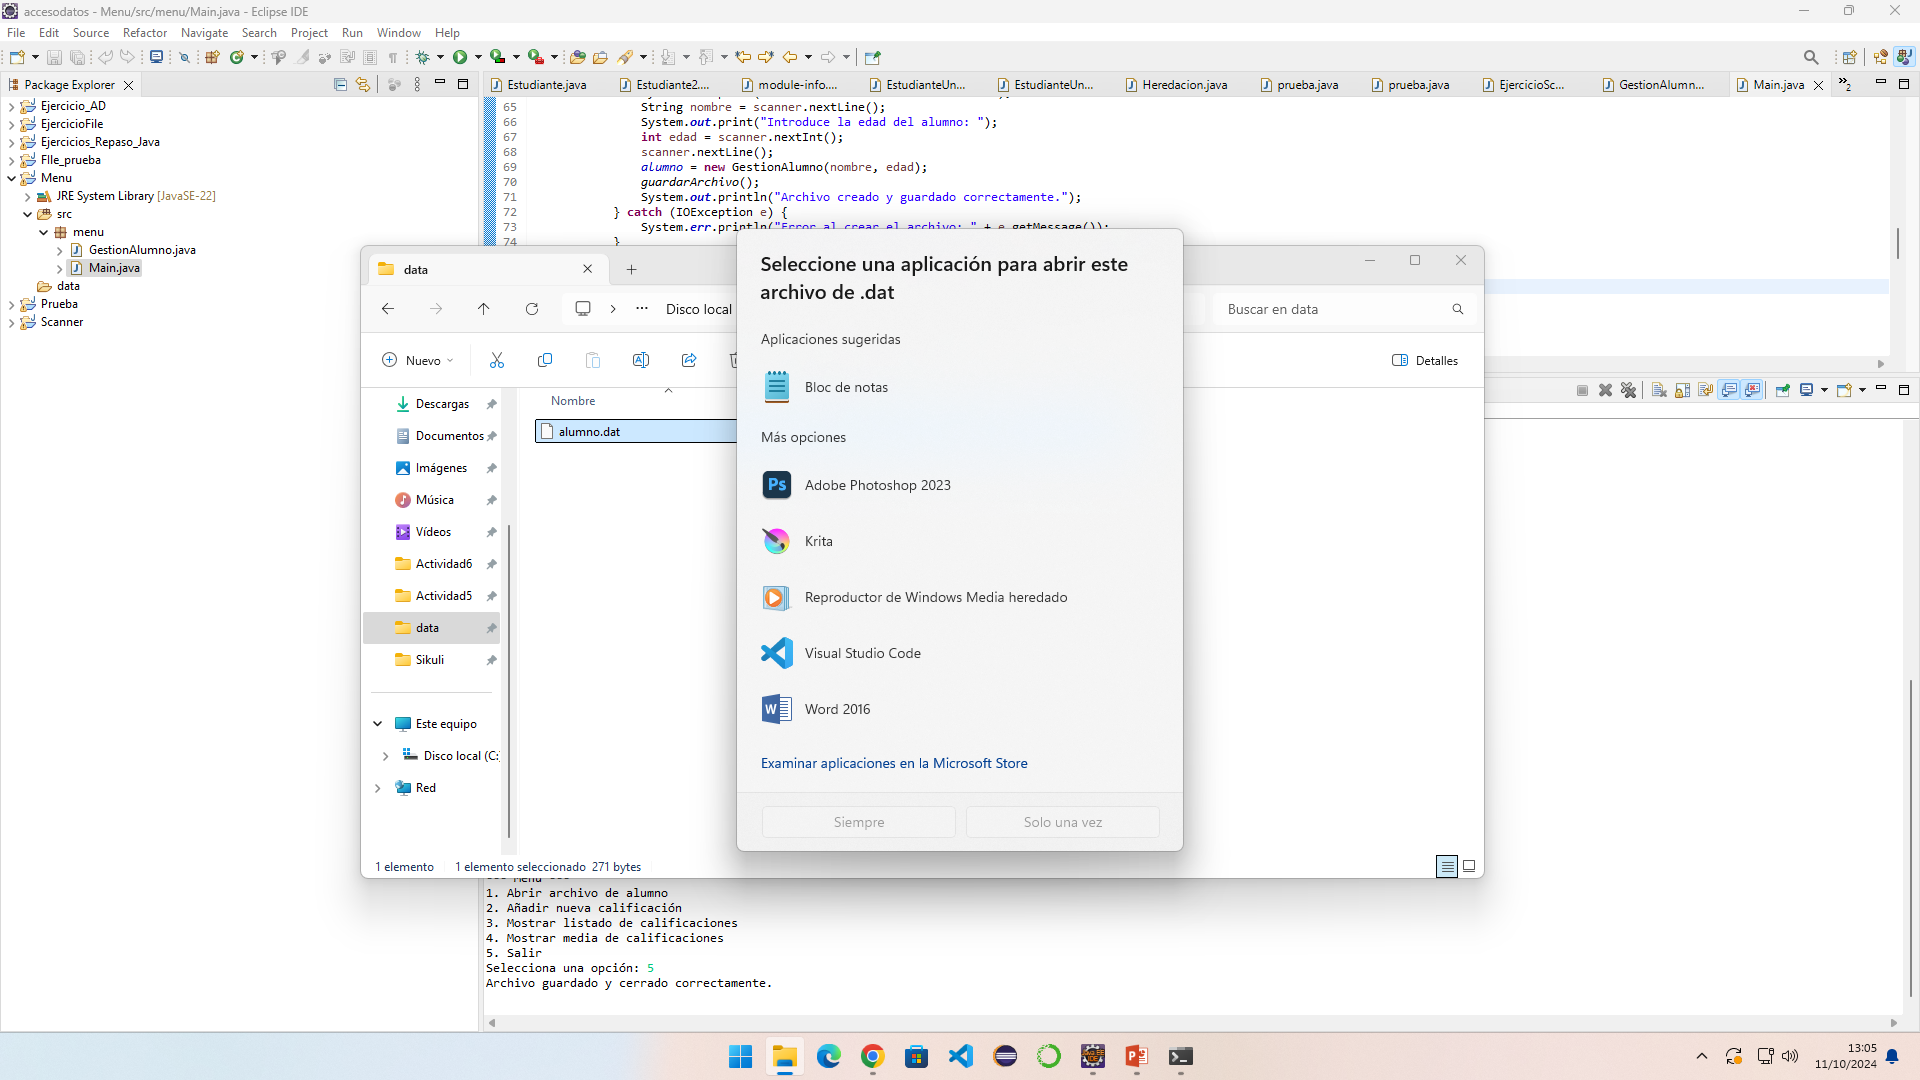 accesodatos - Menu/src/menu/Main.java - Eclipse IDE
File Edit Source Refactor Navigate Search Project Run Window Help
Package Explorer
Estudiante.java Estudiante2.... module-info.... EstudianteUn... EstudianteUn... Heredacion.java prueba.java prueba.java EjercicioSc... GestionAlumn... Main.java 2
Ejercicio_AD
EjercicioFile
Ejercicios_Repaso_Java
FIle_prueba
Menu
JRE System Library [JavaSE-22]
src
menu
GestionAlumno.java
Main.java
data
Prueba
Scanner
65 String nombre = scanner.nextLine();
66 System.out.print("Introduce la edad del alumno: ");
67 int edad = scanner.nextInt();
68 scanner.nextLine();
69 alumno = new GestionAlumno(nombre, edad);
70 guardarArchivo();
71 System.out.println("Archivo creado y guardado correctamente.");
72 } catch (IOException e) {
73 System.err.println("Error al crear el archivo: " + e.getMessage());
74 }
data
Disco local
Buscar en data
Nuevo
Detalles
Descargas
Documentos
Imágenes
Música
Vídeos
Actividad6
Actividad5
data
Sikuli
Este equipo
Disco local (C:
Red
Nombre
alumno.dat
1 elemento 1 elemento seleccionado 271 bytes
Seleccione una aplicación para abrir este
archivo de .dat
Aplicaciones sugeridas
Bloc de notas
Más opciones
Ps Adobe Photoshop 2023
Krita
Reproductor de Windows Media heredado
Visual Studio Code
W Word 2016
Examinar aplicaciones en la Microsoft Store
Siempre Solo una vez
--- Menú ---
1. Abrir archivo de alumno
2. Añadir nueva calificación
3. Mostrar listado de calificaciones
4. Mostrar media de calificaciones
5. Salir
Selecciona una opción: 5
Archivo guardado y cerrado correctamente.
13:05
11/10/2024